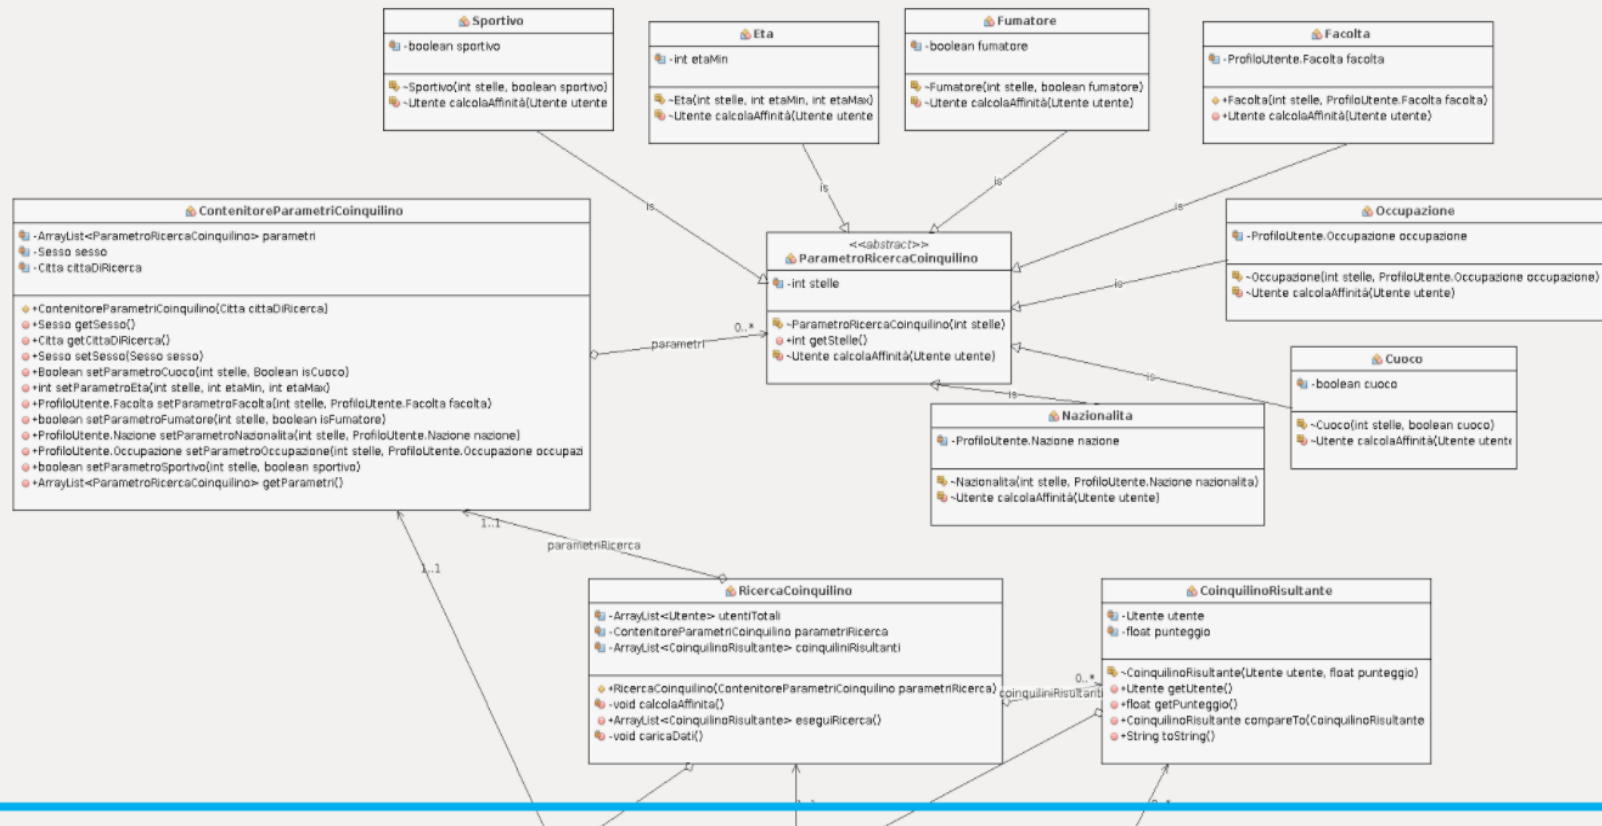 Sportivo
-boolean sportivo
~Sportivo(int stelle, boolean sportivo)
~Utente calcolaAffinità(Utente utente
Eta
-int etaMin
~Eta(int stelle, int etaMin, int etaMax)
~Utente calcolaAffinità(Utente utente
Fumatore
-boolean fumatore
~Fumatore(int stelle, boolean fumatore)
~Utente calcolaAffinità(Utente utente)
Facolta
-ProfiloUtente.Facolta facolta
+Facolta(int stelle, ProfiloUtente.Facolta facolta)
+Utente calcolaAffinità(Utente utente)
is
is
is
is
ContenitoreParametriCoinquilino
-ArrayList<ParametroRicercaCoinquilino> parametri
-Sesso sesso
-Citta cittaDiRicerca
+ContenitoreParametriCoinquilino(Citta cittaDiRicerca)
+Sesso getSesso()
+Citta getCittaDiRicerca()
+Sesso setSesso(Sesso sesso)
+Boolean setParametroCuoco(int stelle, Boolean isCuoco)
+int setParametroEta(int stelle, int etaMin, int etaMax)
+ProfiloUtente.Facolta setParametroFacolta(int stelle, ProfiloUtente.Facolta facolta)
+boolean setParametroFumatore(int stelle, boolean isFumatore)
+ProfiloUtente.Nazione setParametroNazionalita(int stelle, ProfiloUtente.Nazione nazione)
+ProfiloUtente.Occupazione setParametroOccupazione(int stelle, ProfiloUtente.Occupazione occupazi
+boolean setParametroSportivo(int stelle, boolean sportivo)
+ArrayList<ParametroRicercaCoinquilino> getParametri()
0..*
parametri
<<abstract>>
ParametroRicercaCoinquilino
-int stelle
~ParametroRicercaCoinquilino(int stelle)
+int getStelle()
~Utente calcolaAffinità(Utente utente)
Occupazione
-ProfiloUtente.Occupazione occupazione
~Occupazione(int stelle, ProfiloUtente.Occupazione occupazione)
~Utente calcolaAffinità(Utente utente)
is
is
is
Cuoco
-boolean cuoco
~Cuoco(int stelle, boolean cuoco)
~Utente calcolaAffinità(Utente utente
Nazionalita
-ProfiloUtente.Nazione nazione
~Nazionalita(int stelle, ProfiloUtente.Nazione nazionalita)
~Utente calcolaAffinità(Utente utente)
1..1
parametriRicerca
1..1
RicercaCoinquilino
-ArrayList<Utente> utentiTotali
-ContenitoreParametriCoinquilino parametriRicerca
-ArrayList<CoinquilinoRisultante> coinquiliniRisultanti
+RicercaCoinquilino(ContenitoreParametriCoinquilino parametriRicerca)
-void calcolaAffinita()
+ArrayList<CoinquilinoRisultante> eseguiRicerca()
-void caricaDati()
0..*
coinquiliniRisultanti
CoinquilinoRisultante
-Utente utente
-float punteggio
~CoinquilinoRisultante(Utente utente, float punteggio)
+Utente getUtente()
+float getPunteggio()
+CoinquilinoRisultante compareTo(CoinquilinoRisultante
+String toString()